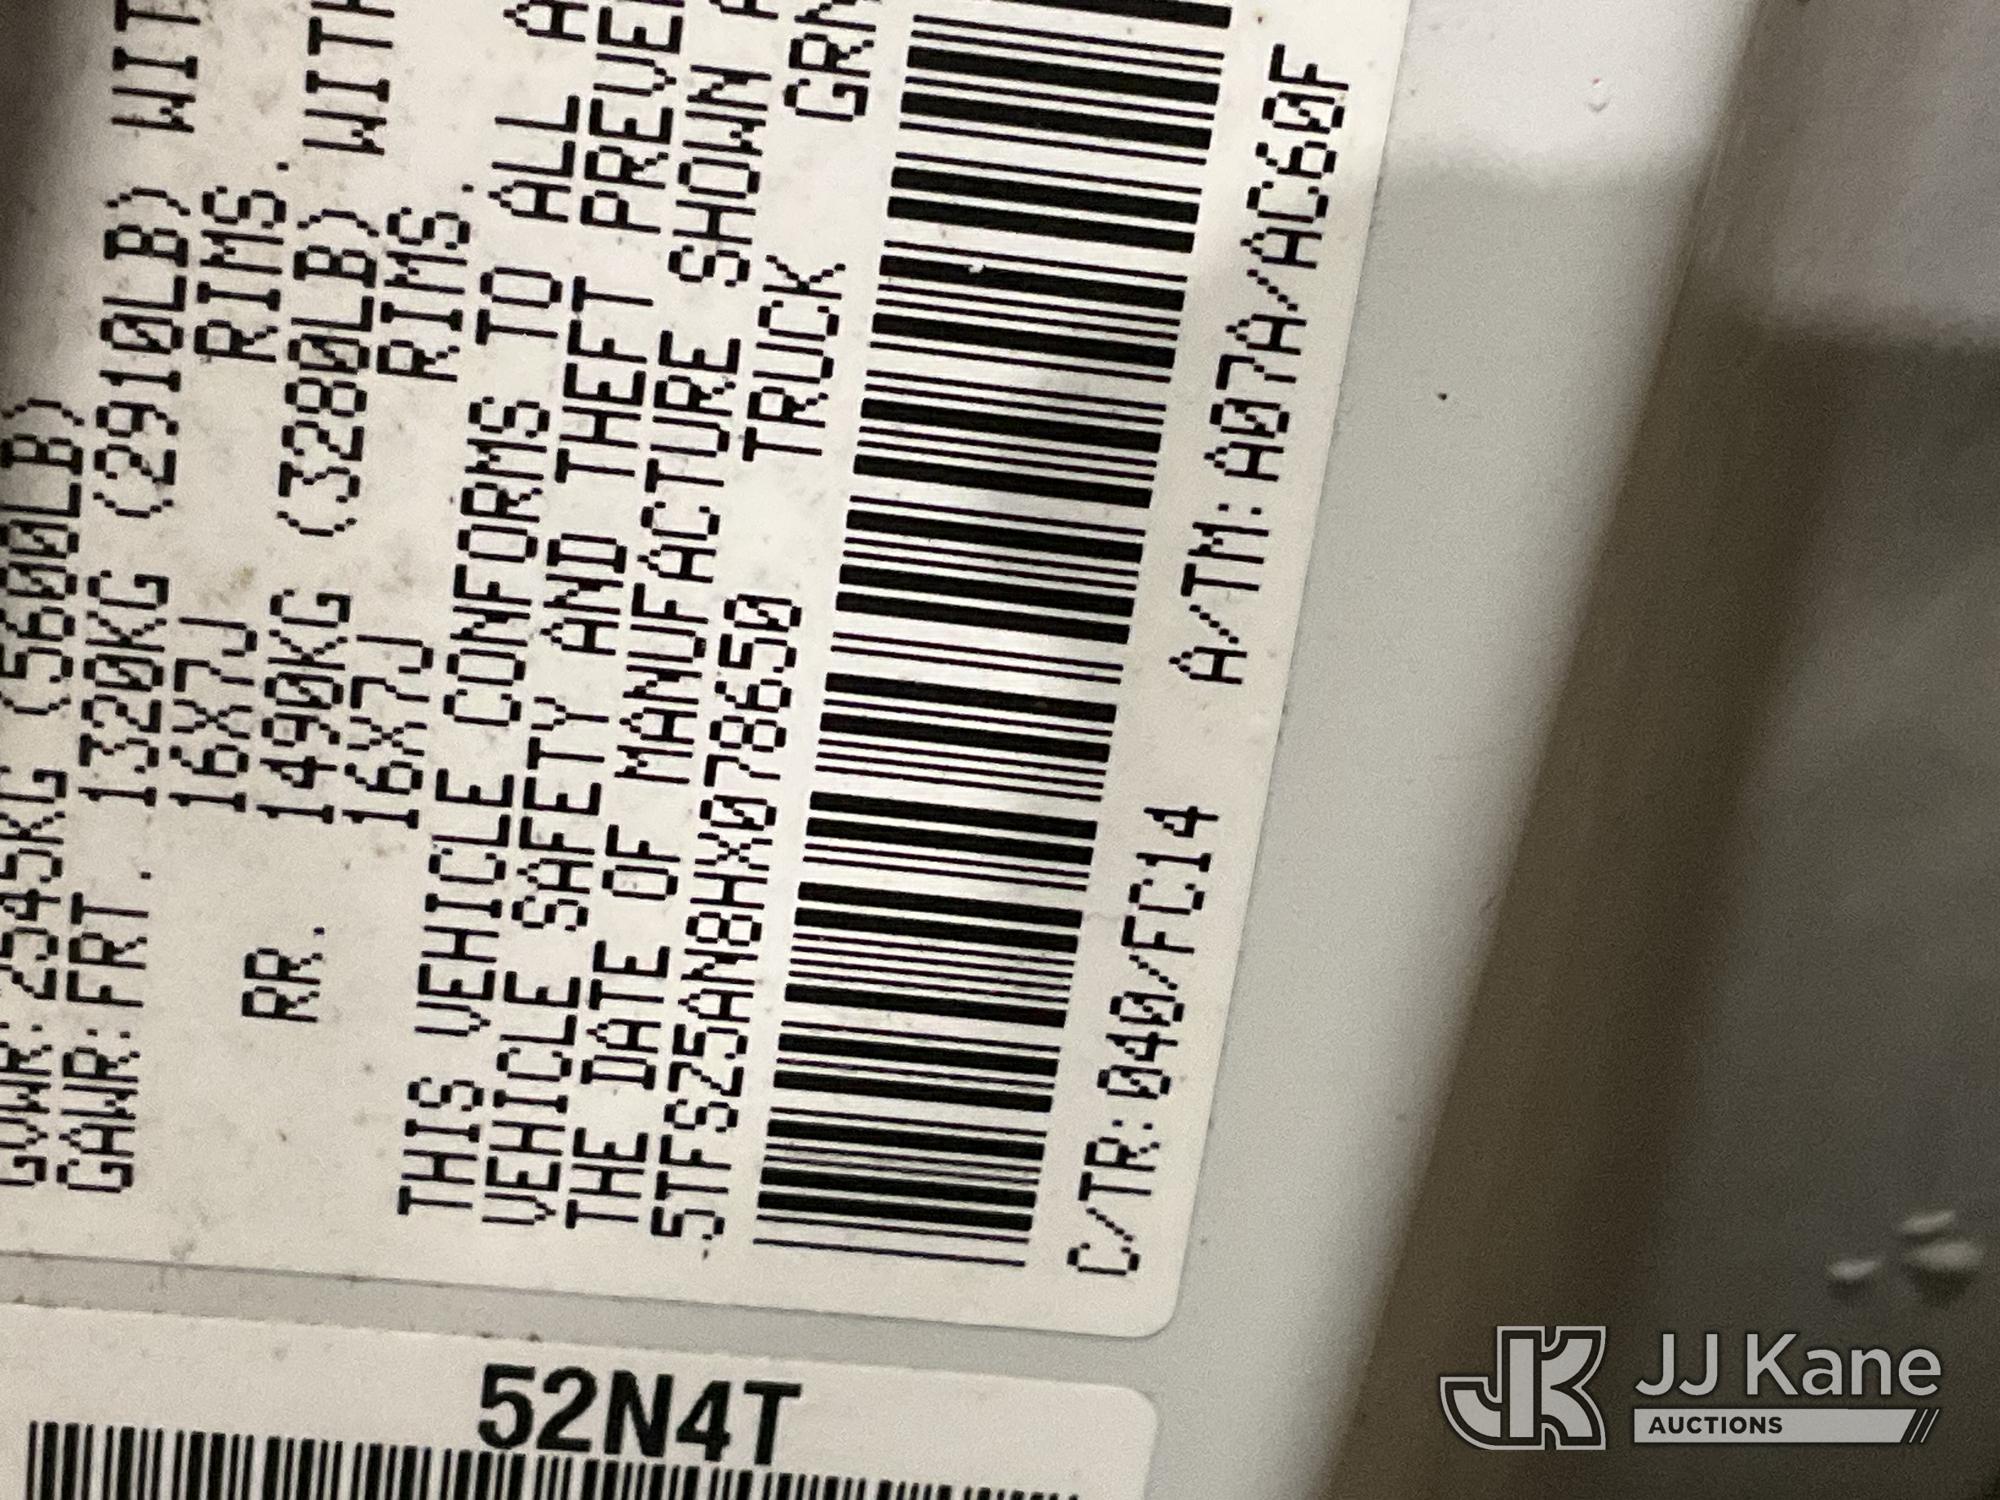 GVWR:2545KG (5600LB)
GAWR:FRT. 1320KG (2910LB) WIT
16X7J RIMS.
RR. 1490KG (3280LB) WITH
16X7J RIMS.
THIS VEHICLE CONFORMS TO ALL A
VEHICLE SAFETY AND THEFT PREVE
THE DATE OF MANUFACTURE SHOWN A
5TFSZ5AN8HX078650 TRUCK GRN
C/TR:040/FC14 A/TM:A07A/AC60F
52N4T
JJ Kane
AUCTIONS